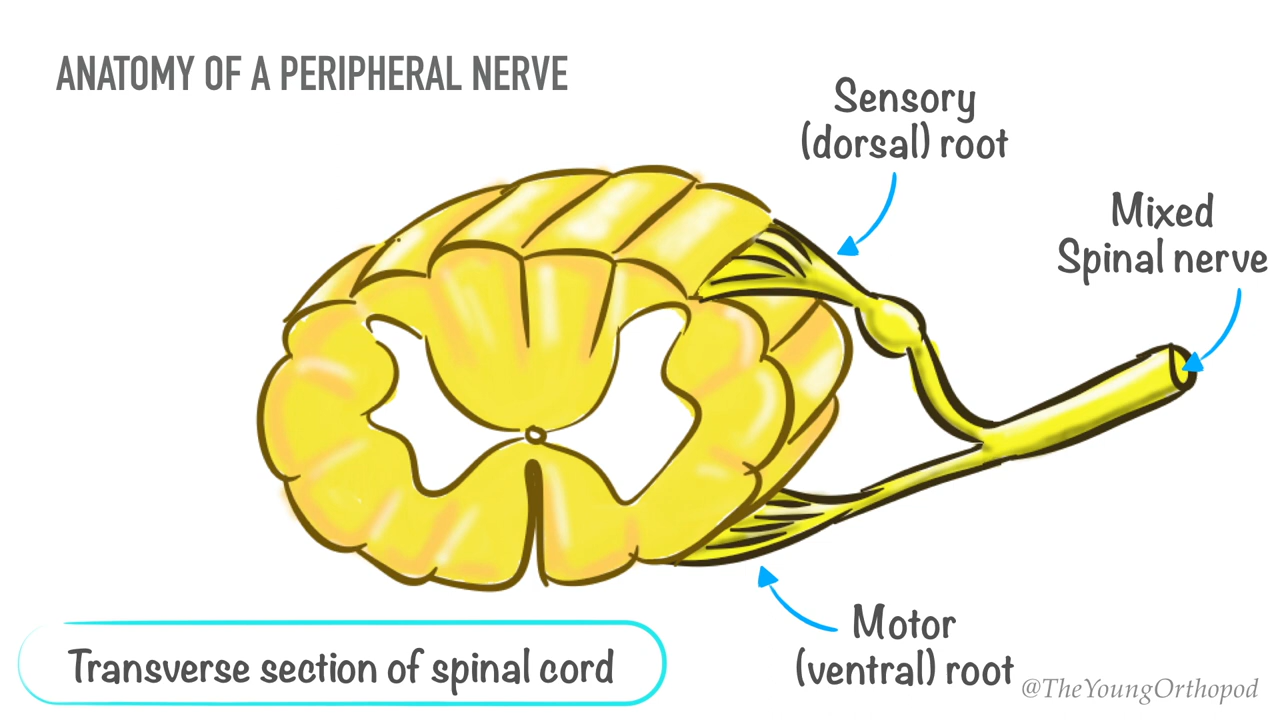 ANATOMY OF A PERIPHERAL NERVE
Sensory
(dorsal) root
Mixed
Spinal nerve
Motor
(ventral) root
Transverse section of spinal cord
@TheYoungOrthopod